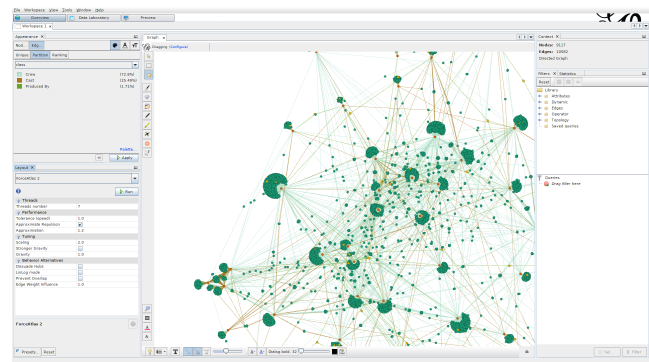 File Workspace View Tools Window Help
Overview Data Laboratory Preview
Workspace 1
Appearance
Nod.. Edg..
Unique Partition Ranking
class
Crew (72.8%)
Cast (25.49%)
Produced By (1.71%)
Palette...
Apply
Layout
ForceAtlas 2
Run
Threads
Threads number 7
Performance
Tolerance (speed) 1.0
Approximate Repulsion
Approximation 1.2
Tuning
Scaling 2.0
Stronger Gravity
Gravity 1.0
Behavior Alternatives
Dissuade Hubs
LinLog mode
Prevent Overlap
Edge Weight Influence 1.0
ForceAtlas 2
Presets... Reset
Graph
Dragging (Configure)
Context
Nodes: 9127
Directed Graph
Filters Statistics
Reset
Library
Attributes
Dynamic
Edges
Operator
Topology
Saved queries
Queries
Drag filter here
Filter